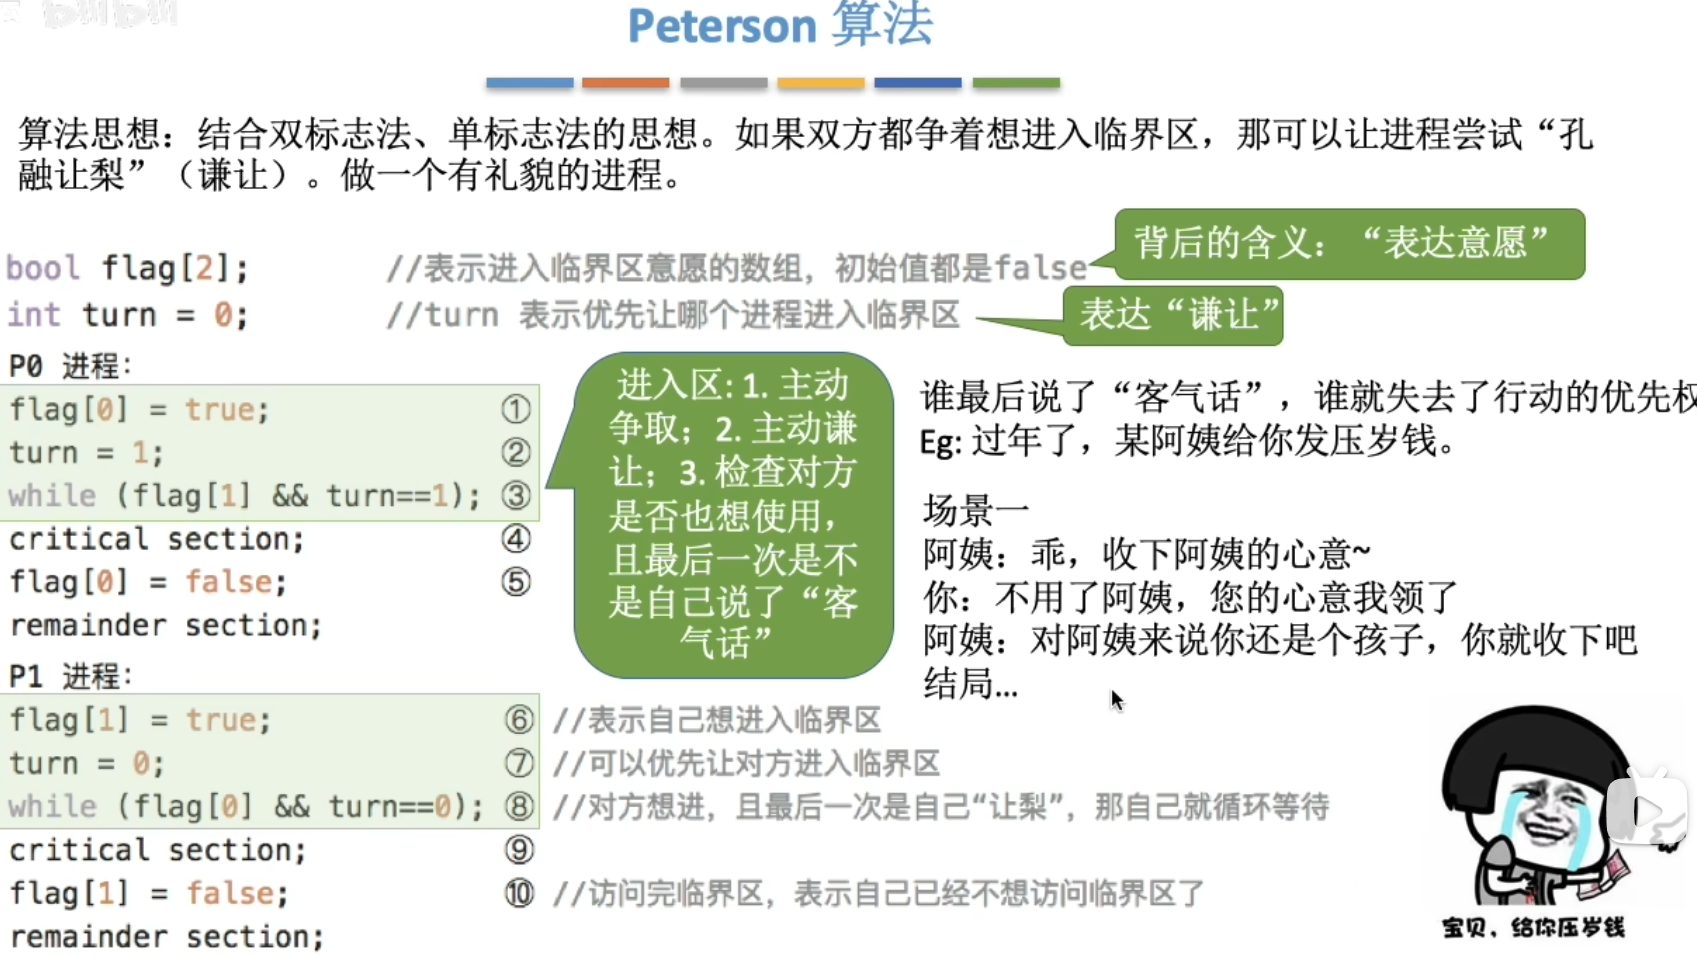 Peterson 算法
算法思想：结合双标志法、单标志法的思想。如果双方都争着想进入临界区，那可以让进程尝试“孔
融让梨”（谦让）。做一个有礼貌的进程。
背后的含义：“表达意愿”
bool flag[2]; //表示进入临界区意愿的数组，初始值都是false
int turn = 0; //turn 表示优先让哪个进程进入临界区
表达“谦让”
P0 进程：
flag[0] = true; ①
turn = 1; ②
while (flag[1] && turn==1); ③
critical section; ④
flag[0] = false; ⑤
remainder section;
进入区: 1. 主动
争取；2. 主动谦
让；3. 检查对方
是否也想使用，
且最后一次是不
是自己说了“客
气话”
谁最后说了“客气话”，谁就失去了行动的优先权
Eg: 过年了，某阿姨给你发压岁钱。
场景一
阿姨：乖，收下阿姨的心意~
你：不用了阿姨，您的心意我领了
阿姨：对阿姨来说你还是个孩子，你就收下吧
结局...
P1 进程：
flag[1] = true; ⑥ //表示自己想进入临界区
turn = 0; ⑦ //可以优先让对方进入临界区
while (flag[0] && turn==0); ⑧ //对方想进，且最后一次是自己“让梨”，那自己就循环等待
critical section; ⑨
flag[1] = false; ⑩ //访问完临界区，表示自己已经不想访问临界区了
remainder section;
宝贝，给你压岁钱